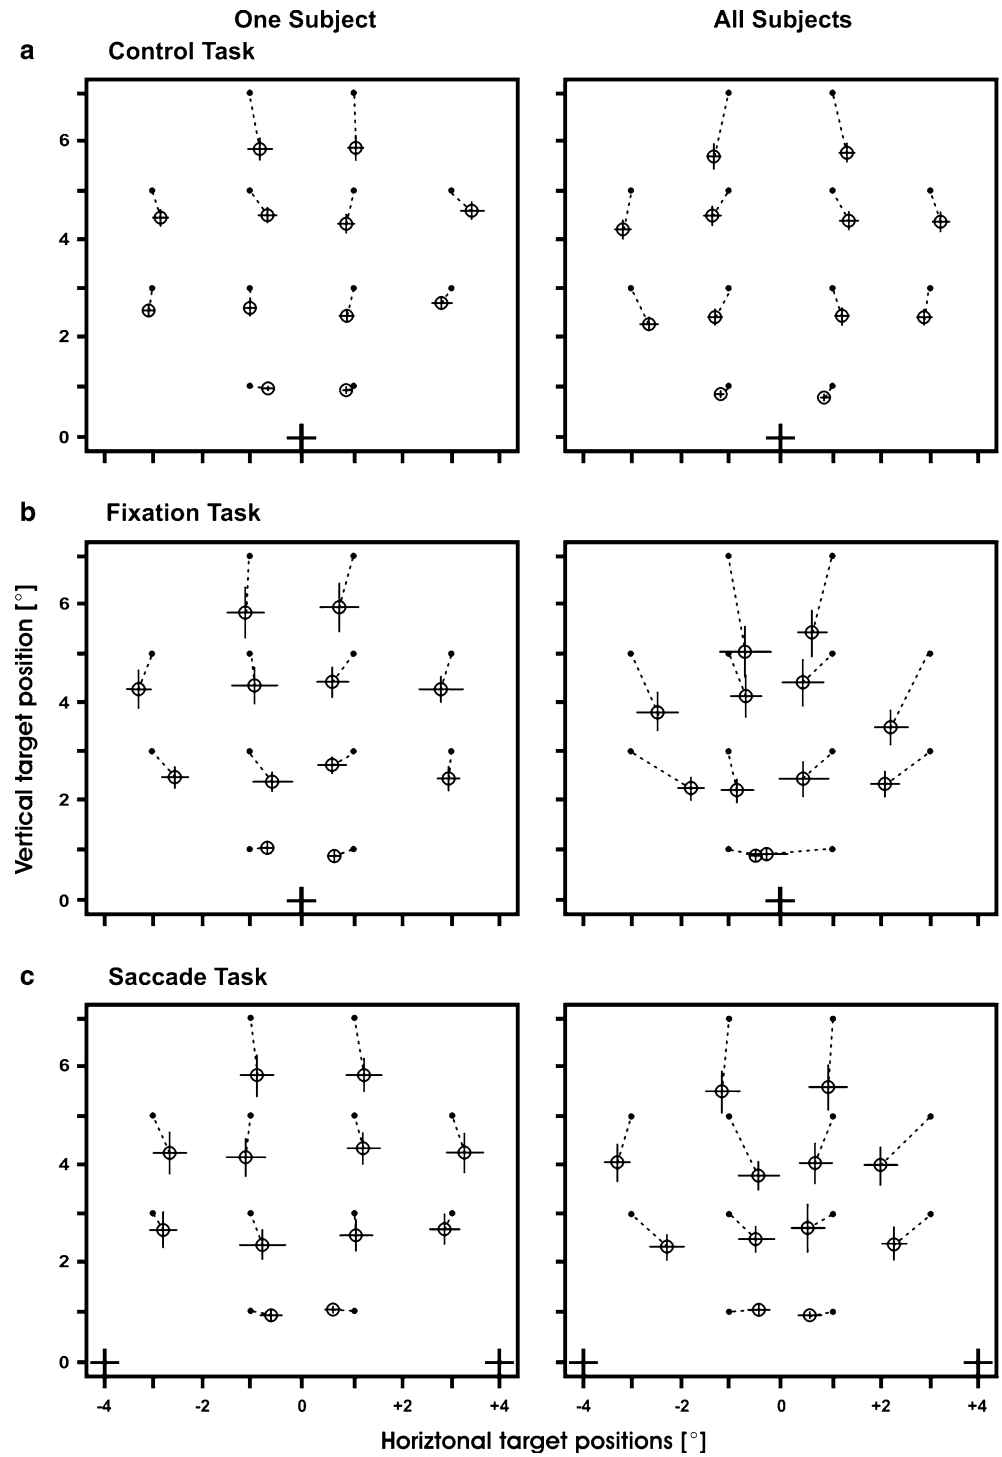 One Subject All Subjects
a Control Task
6
4
2
0
b Fixation Task
6
4
2
0
Vertical target position [°]
c Saccade Task
6
4
2
0
-4 -2 0 +2 +4 -4 -2 0 +2 +4
Horiztonal target positions [°]